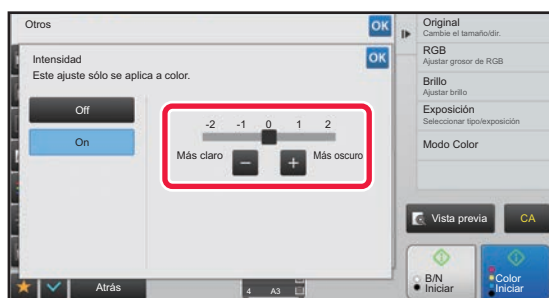 Otros
OK
Intensidad
OK
Este ajuste sólo se aplica a color.
Off
On
-2 -1 0 1 2
Más claro
Más oscuro
Atrás
4 A3
Original
Cambie el tamaño/dir.
RGB
Ajustar grosor de RGB
Brillo
Ajustar brillo
Exposición
Seleccionar tipo/exposición
Modo Color
Vista previa
CA
B/N
Iniciar
Color
Iniciar